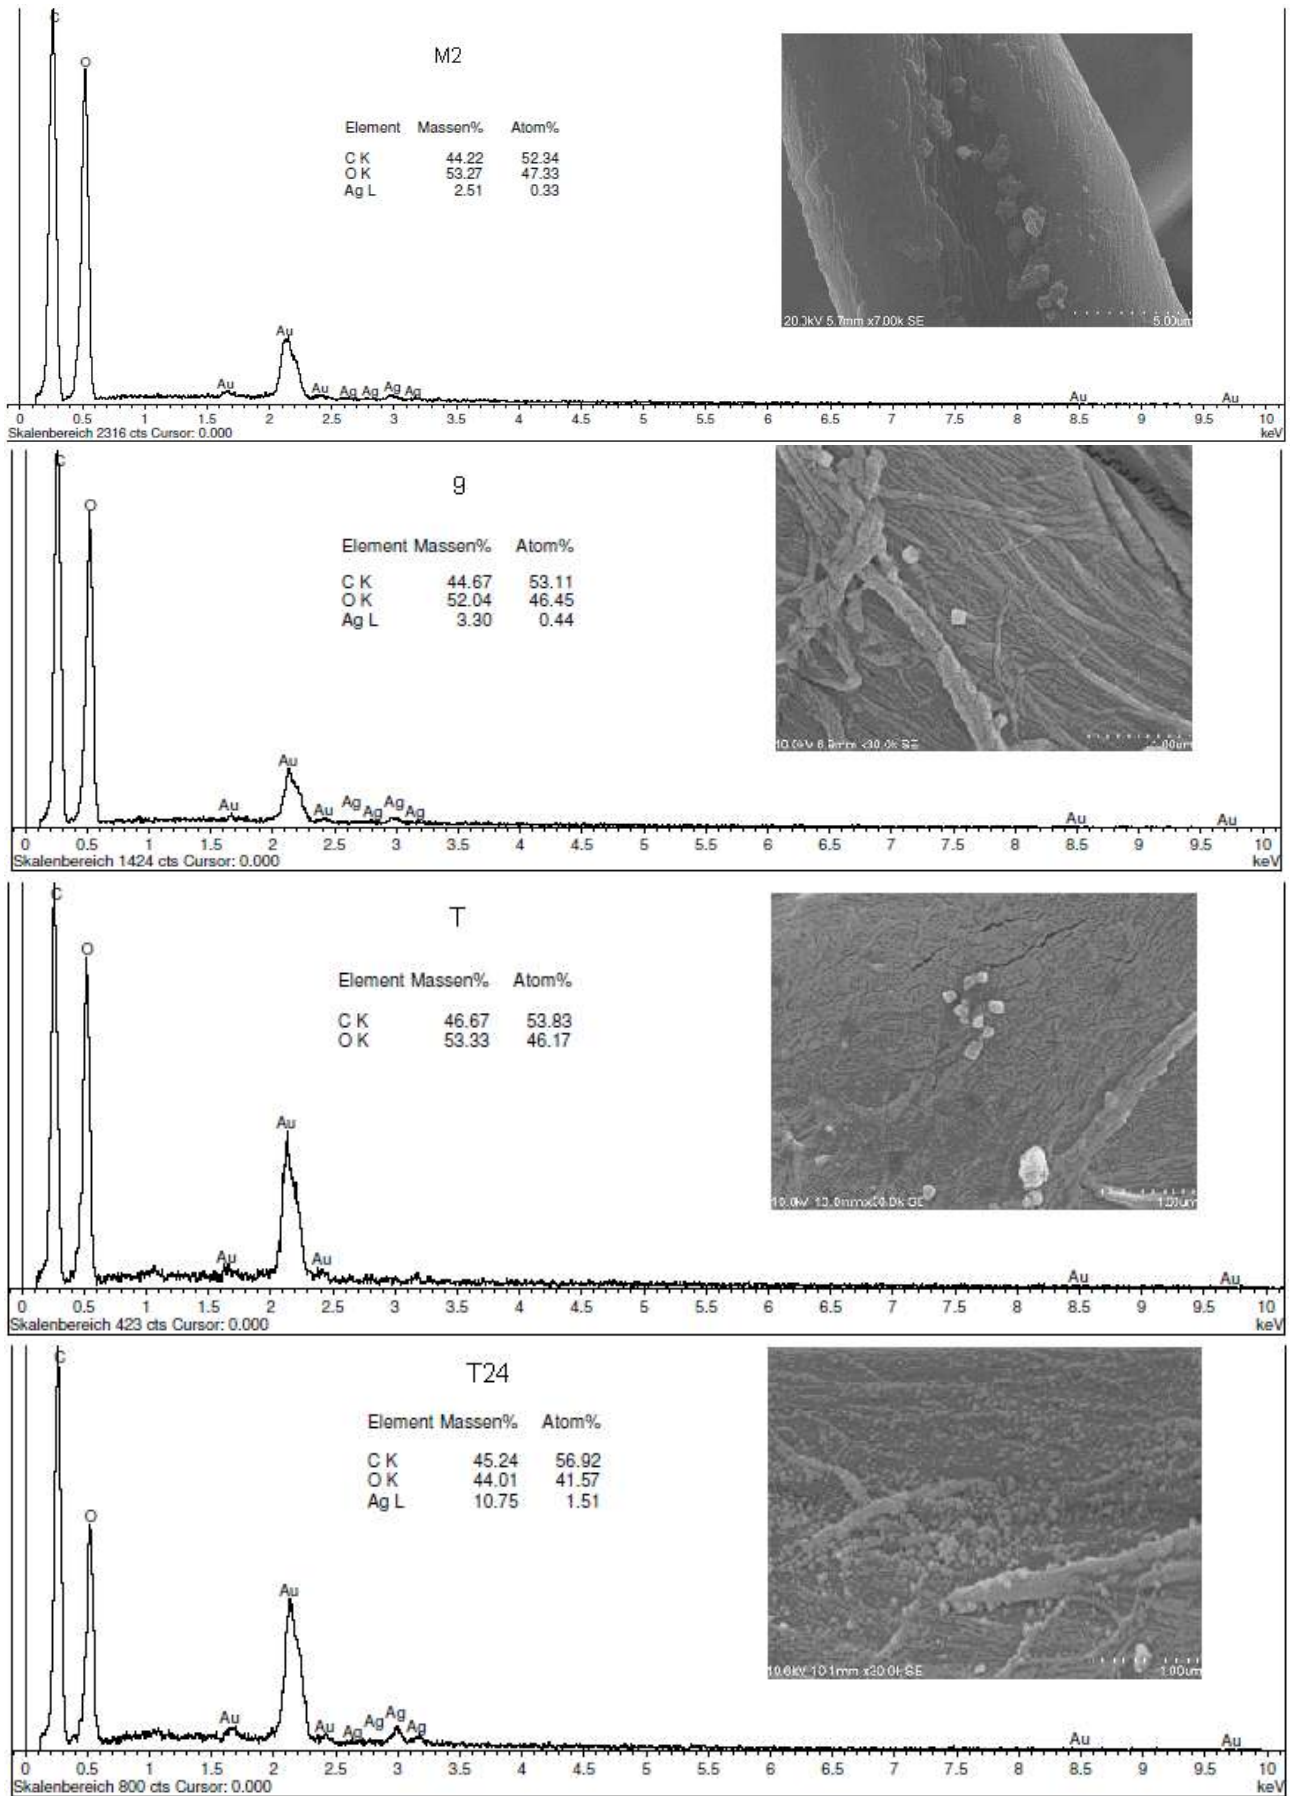 C
O
M2
Element Massen% Atom%
C K 44.22 52.34
O K 53.27 47.33
Ag L 2.51 0.33
20.0kV 5.7mm x7.00k SE 5.00um
Au
Au Au Ag Ag Ag Ag Au Au
0 0.5 1 1.5 2 2.5 3 3.5 4 4.5 5 5.5 6 6.5 7 7.5 8 8.5 9 9.5 10
Skalenbereich 2316 cts Cursor: 0.000 keV
C
O
9
Element Massen% Atom%
C K 44.67 53.11
O K 52.04 46.45
Ag L 3.30 0.44
SE
Au
Au Au Ag Ag Ag Ag Au Au
0 0.5 1 1.5 2 2.5 3 3.5 4 4.5 5 5.5 6 6.5 7 7.5 8 8.5 9 9.5 10
Skalenbereich 1424 cts Cursor: 0.000 keV
C
O
T
Element Massen% Atom%
C K 46.67 53.83
O K 53.33 46.17
1.00um
Au
Au Au Au Au
0 0.5 1 1.5 2 2.5 3 3.5 4 4.5 5 5.5 6 6.5 7 7.5 8 8.5 9 9.5 10
Skalenbereich 423 cts Cursor: 0.000 keV
C
O
T24
Element Massen% Atom%
C K 45.24 56.92
O K 44.01 41.57
Ag L 10.75 1.51
10.1mm x30.0k SE 1.00um
Au
Au Au Ag Ag Ag Ag Au Au
0 0.5 1 1.5 2 2.5 3 3.5 4 4.5 5 5.5 6 6.5 7 7.5 8 8.5 9 9.5 10
Skalenbereich 800 cts Cursor: 0.000 keV